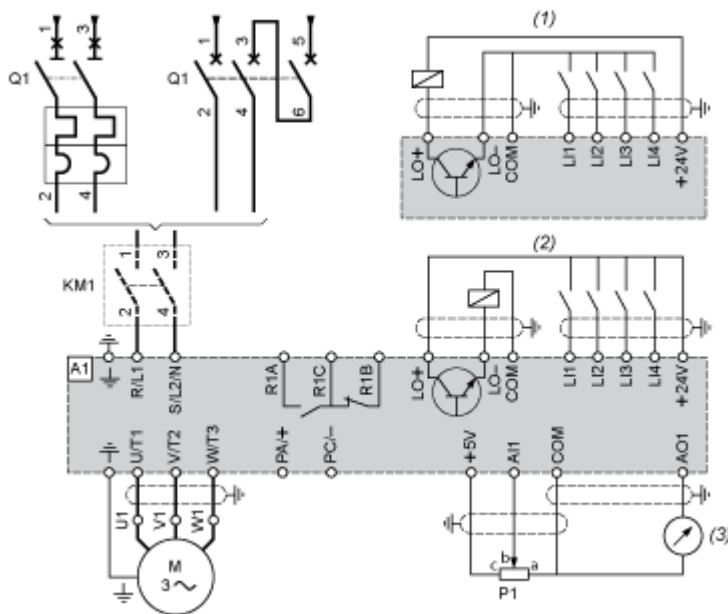 1 3
Q1
2 4
1 3 5
Q1
2 4 6
(1)
LO+ LO– COM LI1 LI2 LI3 LI4 +24V
1 3
KM1
2 4
(2)
A1
R/L1 S/L2/N R1A R1C R1B LO+ LO– COM LI1 LI2 LI3 LI4 +24V
U/T1 V/T2 W/T3 PA/+ PC/– +5V AI1 COM AO1
U1 V1 W1
M
3
(3)
c b a
P1